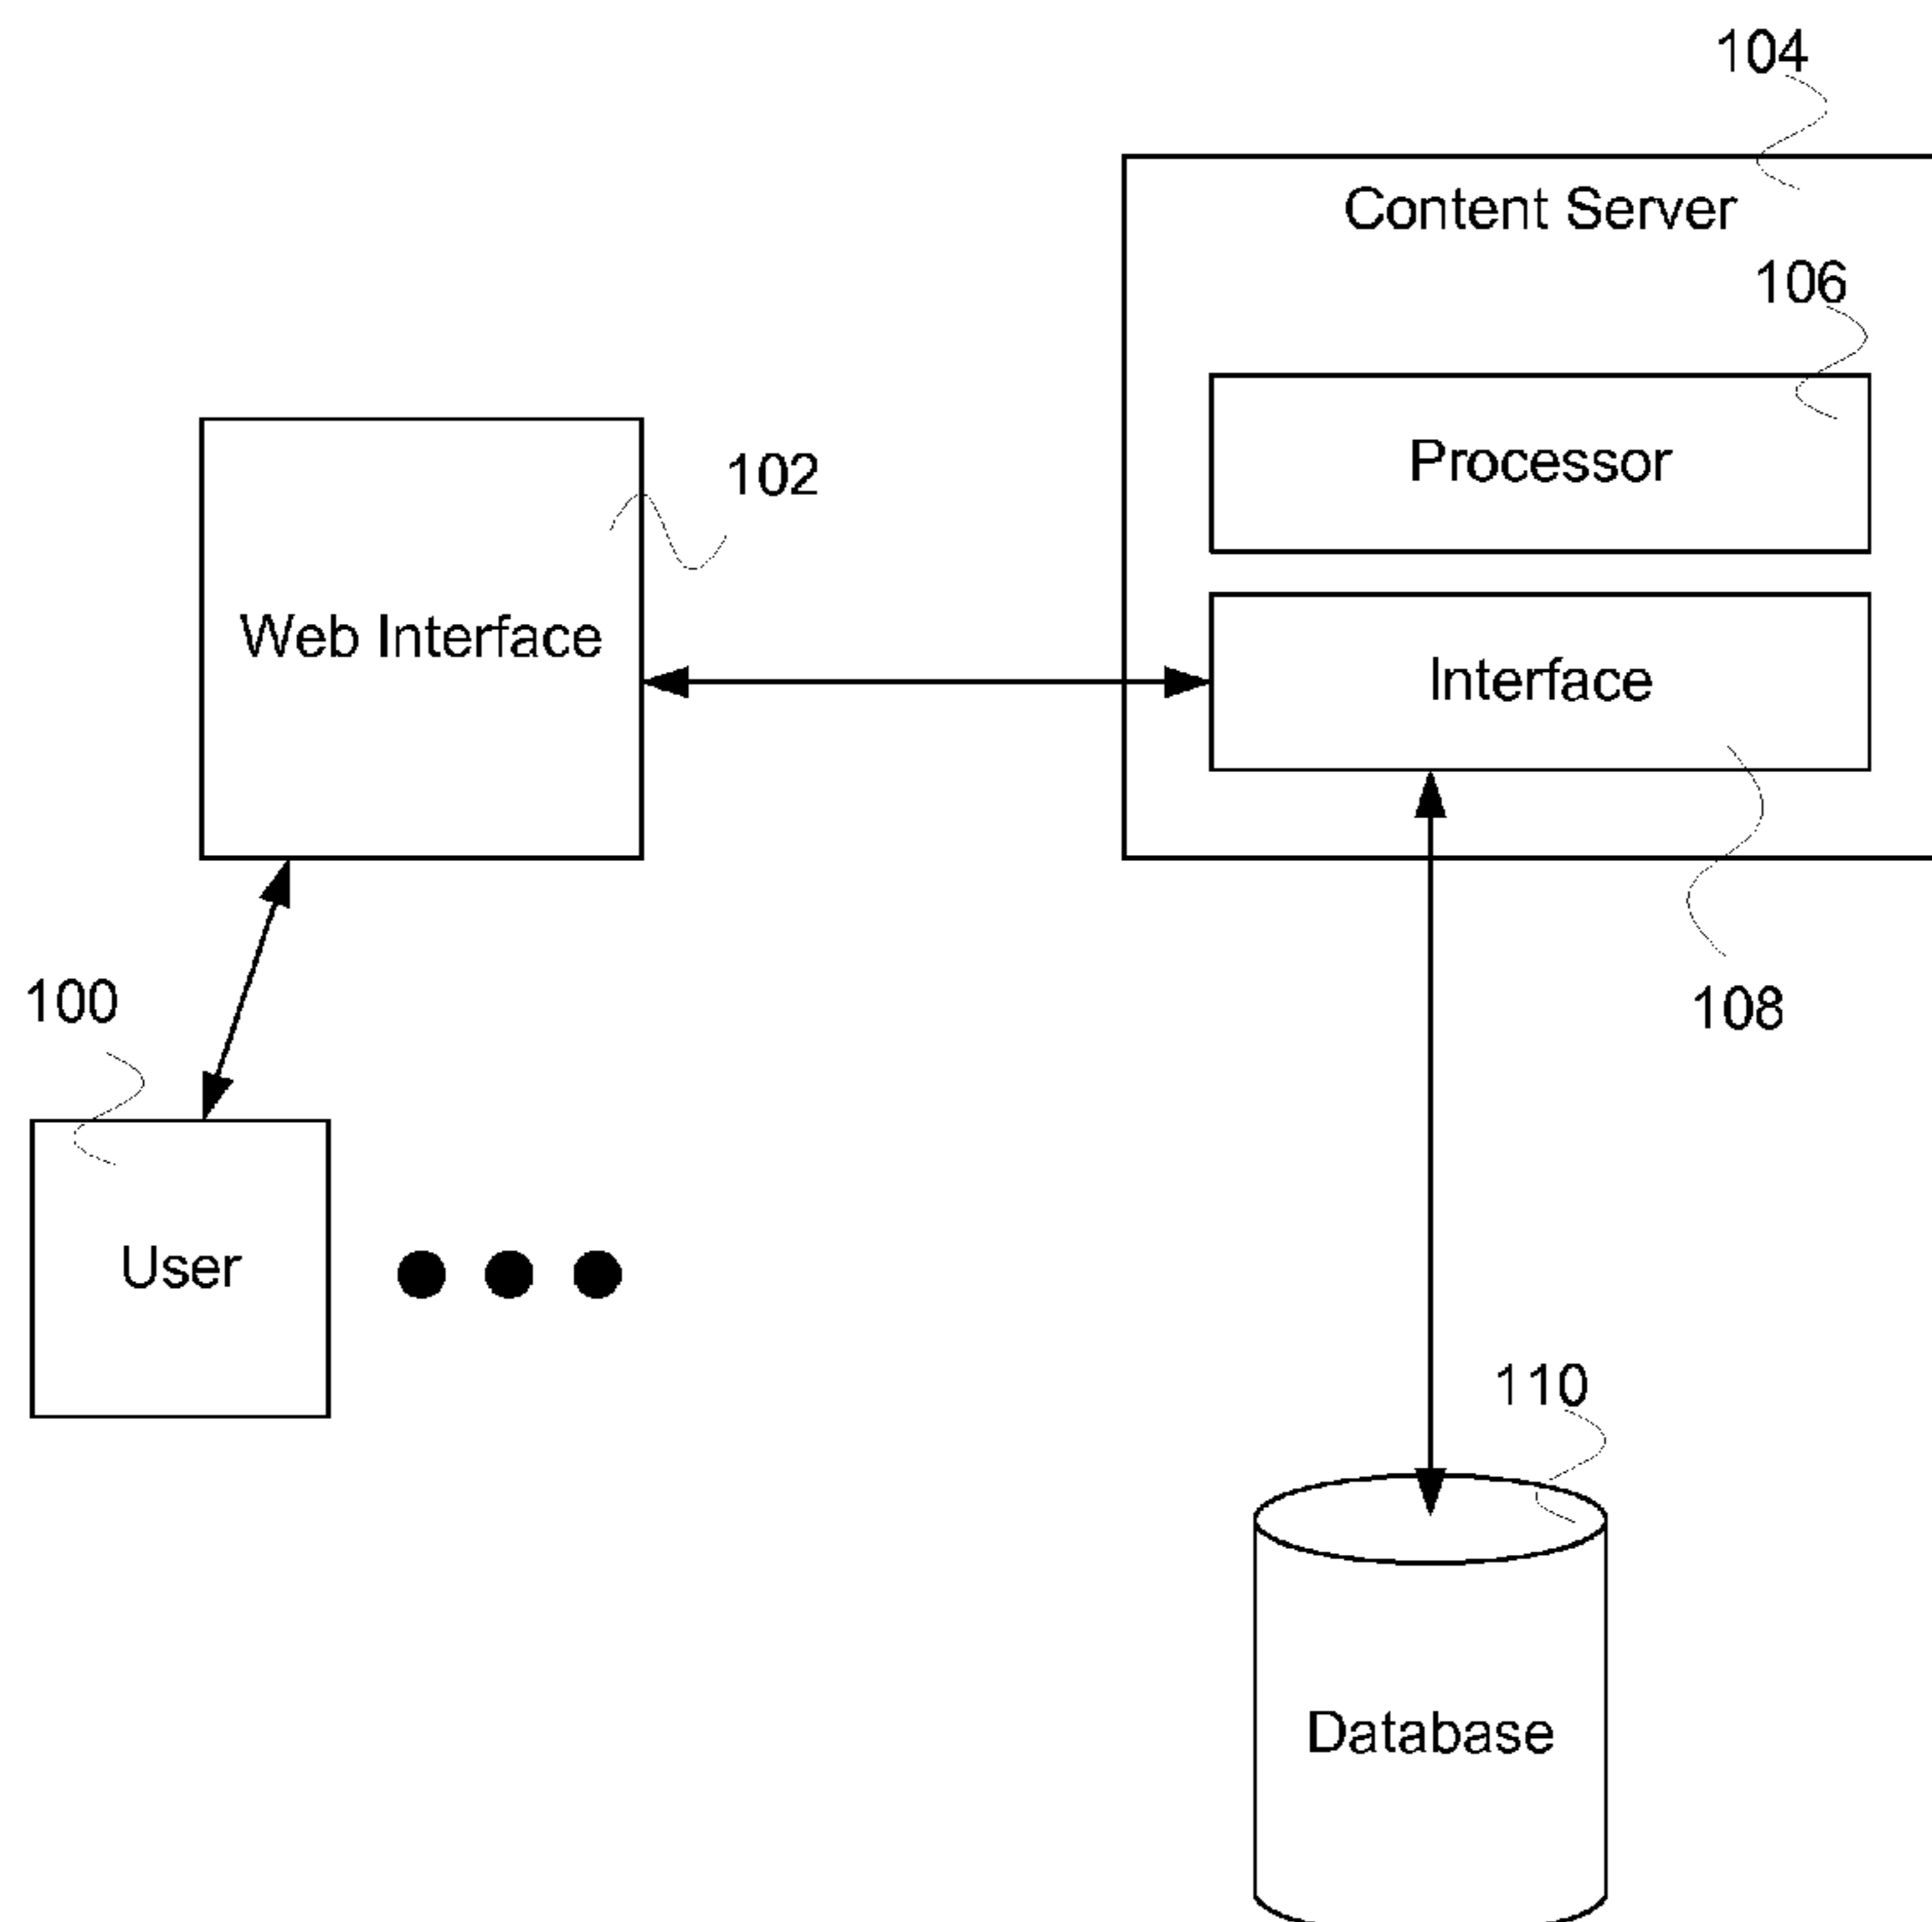 104
Content Server
106
Processor
102
Web Interface
Interface
100
108
User
110
Database